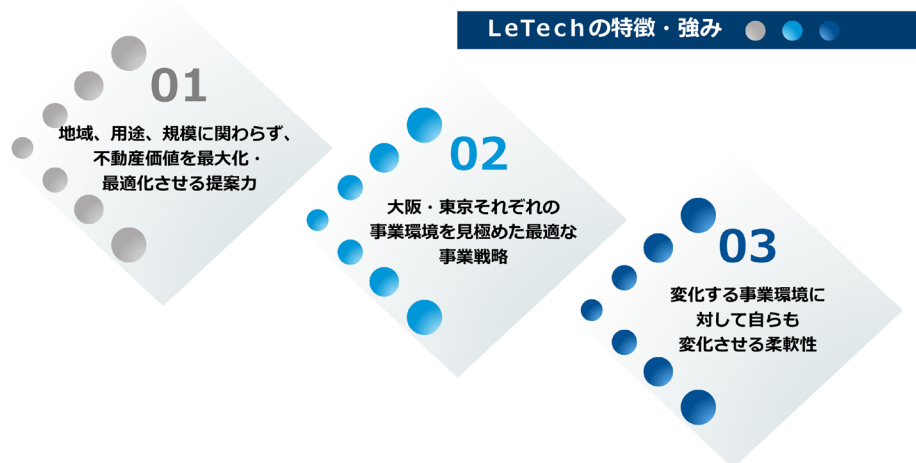 LeTechの特徴・強み
01
地域、用途、規模に関わらず、
不動産価値を最大化・
最適化させる提案力
02
大阪・東京それぞれの
事業環境を見極めた最適な
事業戦略
03
変化する事業環境に
対して自らも
変化させる柔軟性